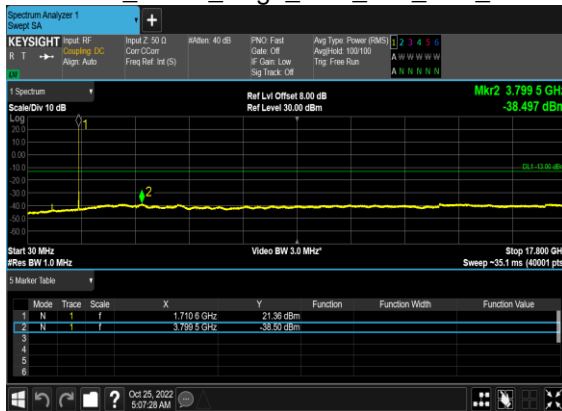 Spectrum Analyzer 1
Swept SA
+
KEYSIGHT Input: RF Input Z: 50 Ω #Atten: 40 dB PNO: Fast Avg Type: Power (RMS) 1 2 3 4 5 6
R T Coupling: DC Corr CCorr Gate: Off Avg|Hold: 100/100 A W W W W W
Align: Auto Freq Ref: Int (S) IF Gain: Low Trig: Free Run
Sig Track: Off A N N N N N
1 Spectrum Ref Lvl Offset 8.00 dB Mkr2 3.799 5 GHz
Scale/Div 10 dB Ref Level 30.00 dBm -38.497 dBm
Log
20.0 1
10.0
0.00
-10.0 DL1 -13.00 dBm
-20.0
-30.0 2
-40.0
-50.0
-60.0
Start 30 MHz Video BW 3.0 MHz* Stop 17.800 GHz
#Res BW 1.0 MHz Sweep ~35.1 ms (40001 pts)
5 Marker Table
Mode Trace Scale X Y Function Function Width Function Value
1 N 1 f 1.710 6 GHz 21.36 dBm
2 N 1 f 3.799 5 GHz -38.50 dBm
3
4
5
6
? Oct 25, 2022
5:07:28 AM